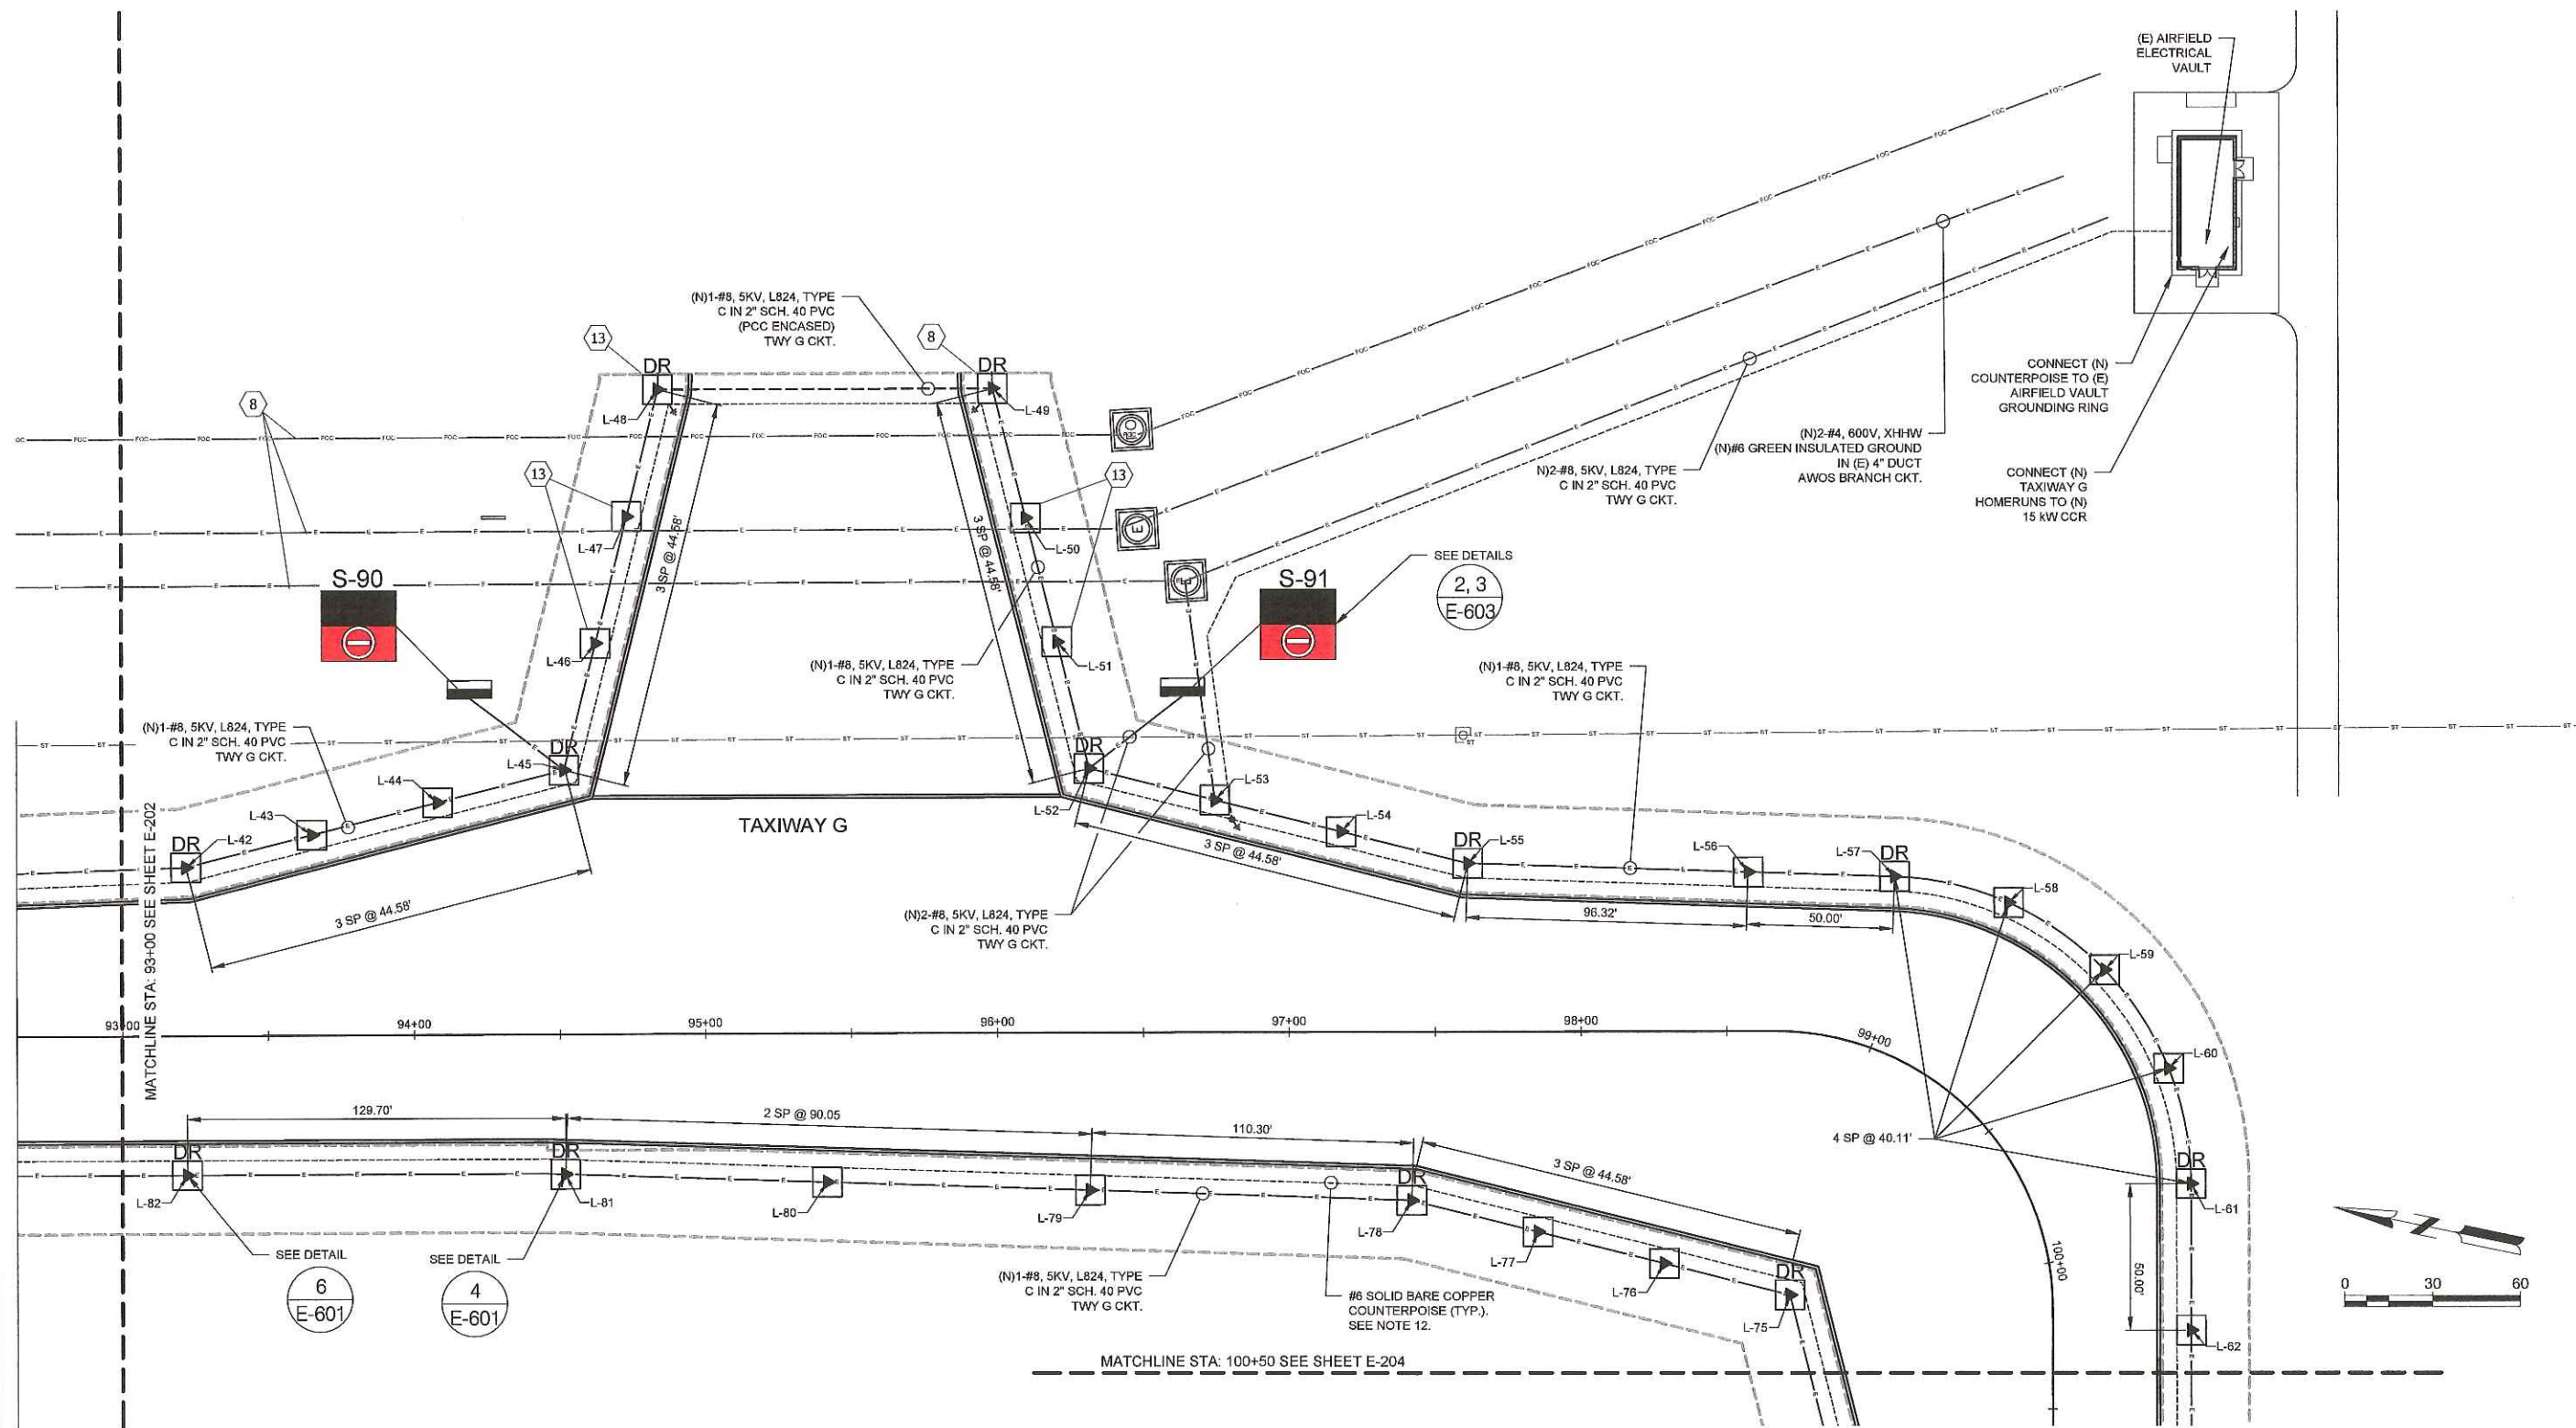 (E) AIRFIELD
ELECTRICAL
VAULT
(N)1-#8, 5KV, L824, TYPE
C IN 2" SCH. 40 PVC
(PCC ENCASED)
TWY G CKT.
13
8
DR
DR
L-48
L-49
8
CONNECT (N)
COUNTERPOISE TO (E)
AIRFIELD VAULT
GROUNDING RING
(N)2-#4, 600V, XHHW
(N)#6 GREEN INSULATED GROUND
IN (E) 4" DUCT
AWOS BRANCH CKT.
N)2-#8, 5KV, L824, TYPE
C IN 2" SCH. 40 PVC
TWY G CKT.
CONNECT (N)
TAXIWAY G
HOMERUNS TO (N)
15 kW CCR
13
13
L-47
L-50
3 SP @ 44.58'
3 SP @ 44.58'
E
SEE DETAILS
2, 3
E-603
S-90
S-91
L-46
L-51
(N)1-#8, 5KV, L824, TYPE
C IN 2" SCH. 40 PVC
TWY G CKT.
(N)1-#8, 5KV, L824, TYPE
C IN 2" SCH. 40 PVC
TWY G CKT.
(N)1-#8, 5KV, L824, TYPE
C IN 2" SCH. 40 PVC
TWY G CKT.
DR
DR
L-45
L-44
L-43
DR
L-42
L-52
L-53
L-54
DR
L-55
L-56
L-57
DR
L-58
L-59
L-60
TAXIWAY G
3 SP @ 44.58'
3 SP @ 44.58'
96.32'
50.00'
(N)2-#8, 5KV, L824, TYPE
C IN 2" SCH. 40 PVC
TWY G CKT.
MATCHLINE STA: 93+00 SEE SHEET E-202
93+00
94+00
95+00
96+00
97+00
98+00
99+00
100+00
4 SP @ 40.11'
129.70'
2 SP @ 90.05
110.30'
3 SP @ 44.58'
DR
L-82
DR
L-81
L-80
L-79
DR
L-78
L-77
L-76
DR
L-75
DR
L-61
50.00'
L-62
SEE DETAIL
6
E-601
SEE DETAIL
4
E-601
(N)1-#8, 5KV, L824, TYPE
C IN 2" SCH. 40 PVC
TWY G CKT.
#6 SOLID BARE COPPER
COUNTERPOISE (TYP.).
SEE NOTE 12.
MATCHLINE STA: 100+50 SEE SHEET E-204
0 30 60